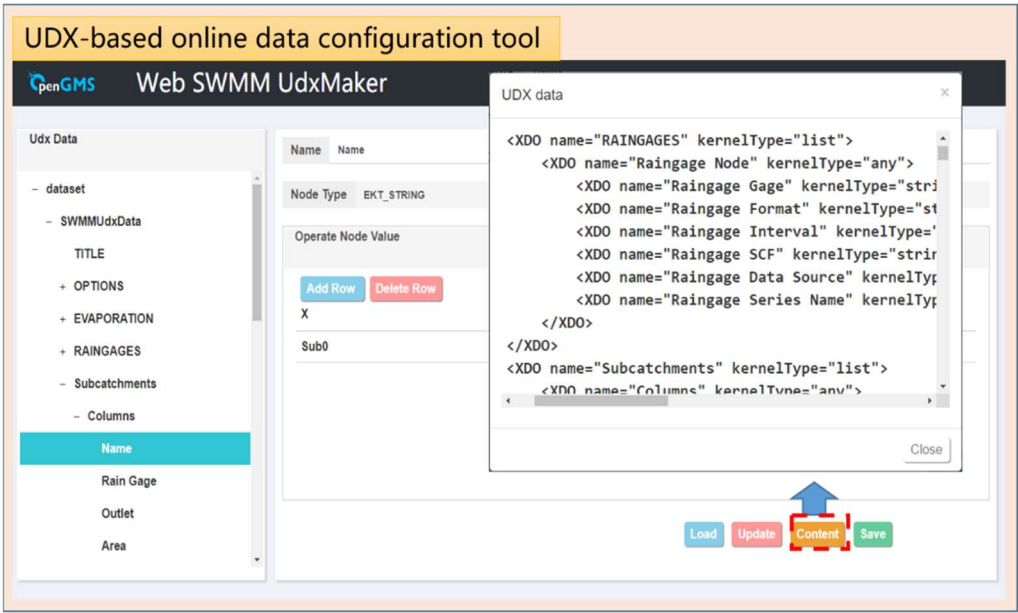 UDX-based online data configuration tool
OpenGMS Web SWMM UdxMaker
Udx Data
- dataset
- SWMMUdxData
TITLE
+ OPTIONS
+ EVAPORATION
+ RAINGAGES
- Subcatchments
- Columns
Name
Rain Gage
Outlet
Area
Name Name
Node Type EKT_STRING
Operate Node Value
Add Row Delete Row
X
Sub0
UDX data ×
<XDO name="RAINGAGES" kernelType="list">
<XDO name="Raingage Node" kernelType="any">
<XDO name="Raingage Gage" kernelType="stri
<XDO name="Raingage Format" kernelType="st
<XDO name="Raingage Interval" kernelType="
<XDO name="Raingage SCF" kernelType="strin
<XDO name="Raingage Data Source" kernelTyp
<XDO name="Raingage Series Name" kernelTyp
</XDO>
</XDO>
<XDO name="Subcatchments" kernelType="list">
<XDO name="Columns" kernelType="any">
Close
Load Update Content Save